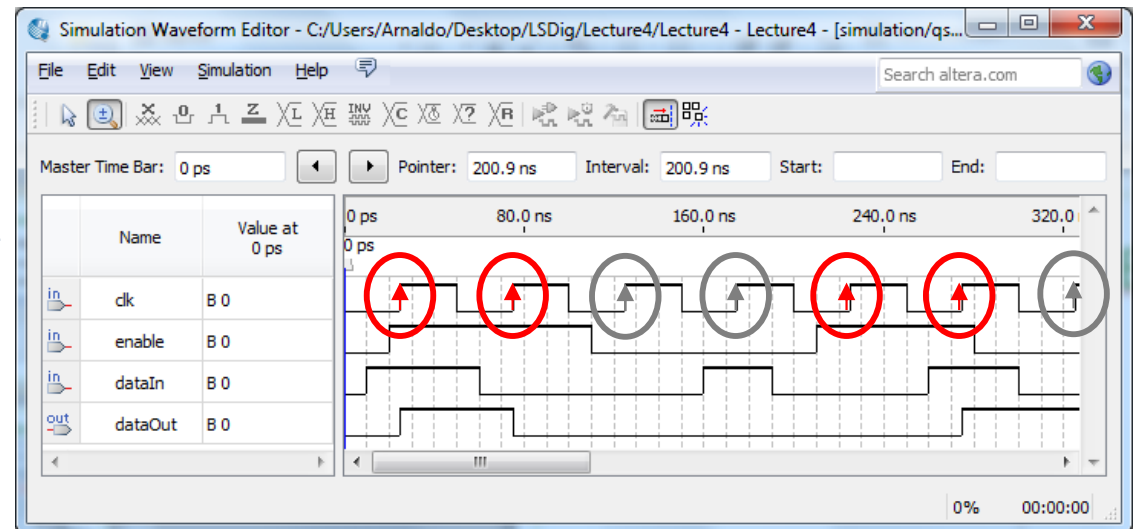 Simulation Waveform Editor - C:/Users/Arnaldo/Desktop/LSDig/Lecture4/Lecture4 - Lecture4 - [simulation/qs...
File Edit View Simulation Help
Search altera.com
Master Time Bar: 0 ps Pointer: 200.9 ns Interval: 200.9 ns Start: End:
Name Value at 0 ps
0 ps 80.0 ns 160.0 ns 240.0 ns 320.0
0 ps
in clk B 0
in enable B 0
in dataIn B 0
out dataOut B 0
0% 00:00:00